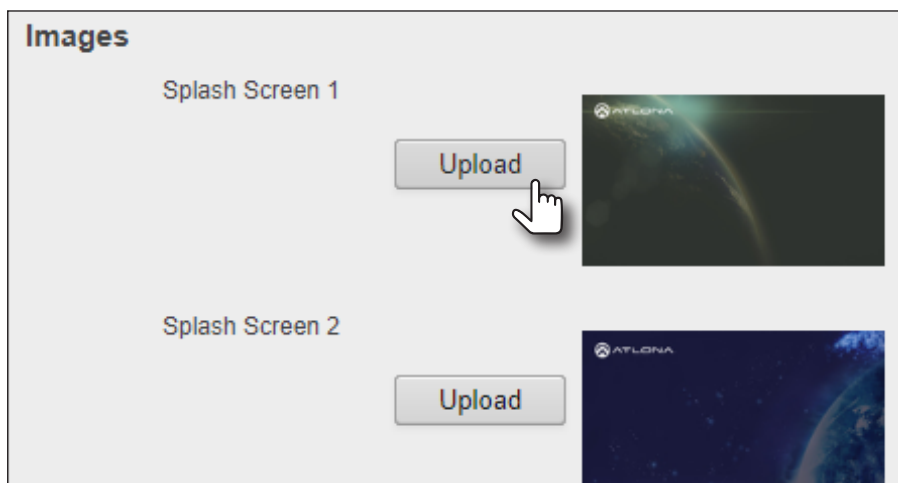 Images
Splash Screen 1
ATLONA
Upload
Splash Screen 2
ATLONA
Upload